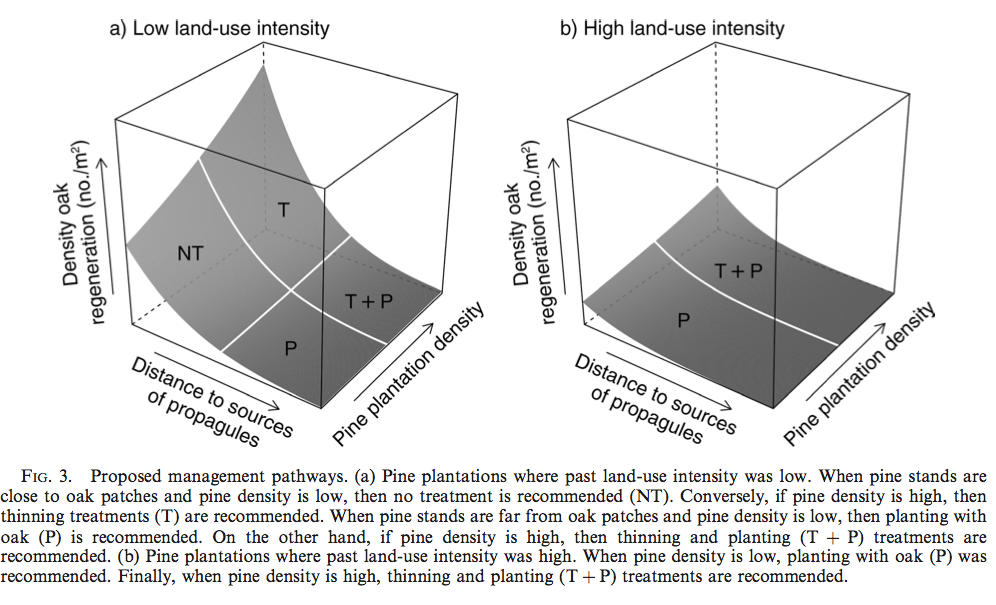 a) Low land-use intensity
b) High land-use intensity
Density oak
regeneration (no./m²)
NT
T
T + P
P
Distance to sources
of propagules
Pine plantation density
Density oak
regeneration (no./m²)
T + P
P
Distance to sources
of propagules
Pine plantation density
FIG. 3. Proposed management pathways. (a) Pine plantations where past land-use intensity was low. When pine stands are
close to oak patches and pine density is low, then no treatment is recommended (NT). Conversely, if pine density is high, then
thinning treatments (T) are recommended. When pine stands are far from oak patches and pine density is low, then planting with
oak (P) is recommended. On the other hand, if pine density is high, then thinning and planting (T + P) treatments are
recommended. (b) Pine plantations where past land-use intensity was high. When pine density is low, planting with oak (P) was
recommended. Finally, when pine density is high, thinning and planting (T + P) treatments are recommended.